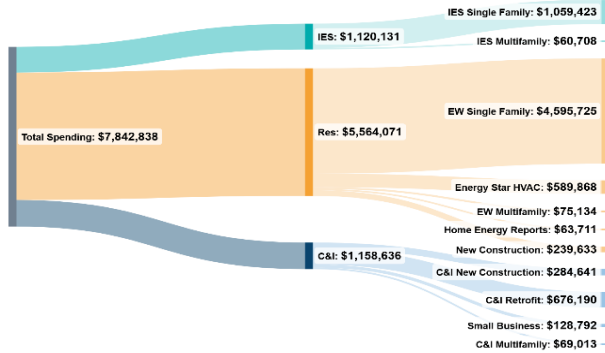 IES Single Family: $1,059,423
IES: $1,120,131
IES Multifamily: $60,708
EW Single Family: $4,595,725
Total Spending: $7,842,838
Res: $5,564,071
Energy Star HVAC: $589,868
EW Multifamily: $75,134
Home Energy Reports: $63,711
New Construction: $239,633
C&I: $1,158,636
C&I New Construction: $284,641
C&I Retrofit: $676,190
Small Business: $128,792
C&I Multifamily: $69,013